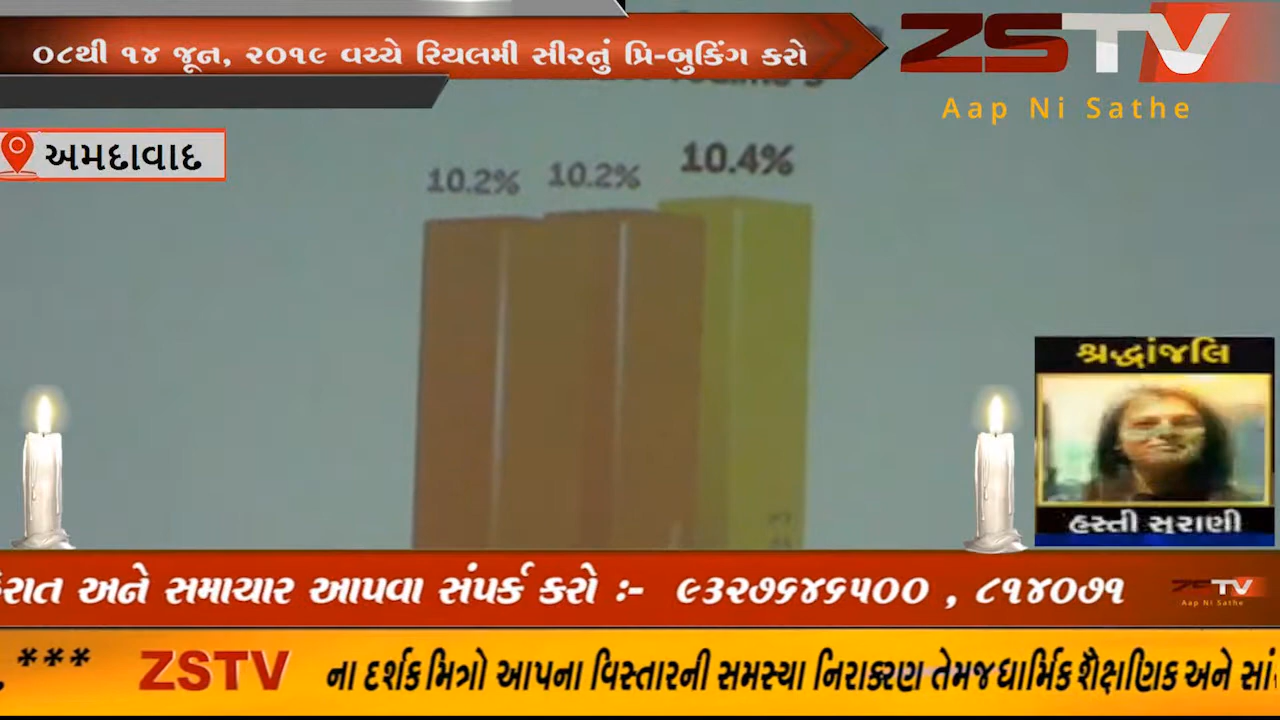 ૦૮થી ૧૪ જૂન, ૨૦૧૯ વચ્ચે રિયલમી સીરનું પ્રિ-બુકિંગ કરો
ZSTV
Aap Ni Sathe
અમદાવાદ
10.2%
10.2%
10.4%
શ્રદ્ધાંજલિ
હસ્તી સુરાણી
અને સમાચાર આપવા સંપર્ક કરો :- ૯૩૨૭૬૪૬૫૦૦ , ૮૧૪૦૭૧
ZSTV
Aap Ni Sathe
*** ZSTV ના દર્શક મિત્રો આપના વિસ્તારની સમસ્યા નિરાકરણ તેમજ ધાર્મિક શૈક્ષણિક અને